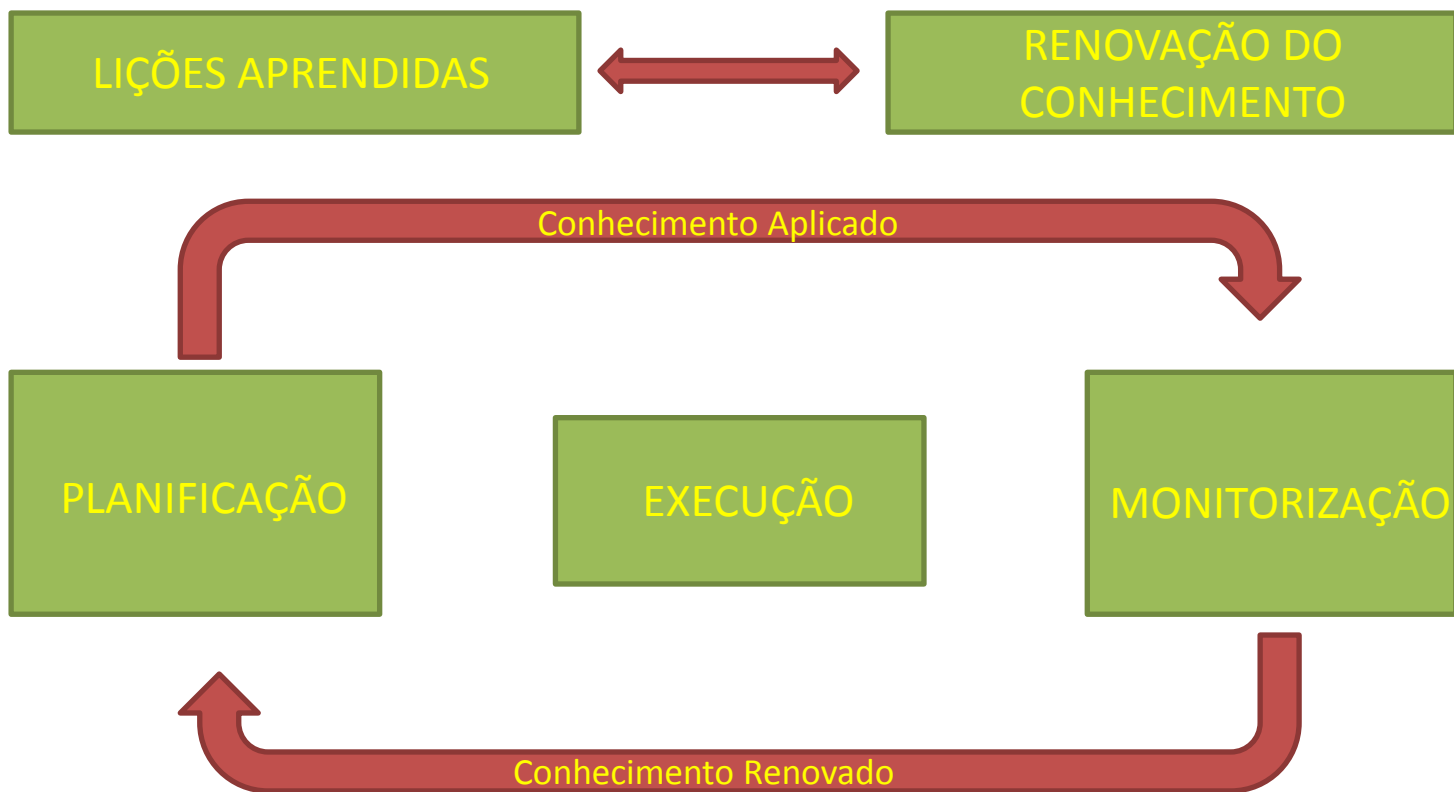 LIÇÕES APRENDIDAS
RENOVAÇÃO DO
CONHECIMENTO
Conhecimento Aplicado
PLANIFICAÇÃO
EXECUÇÃO
MONITORIZAÇÃO
Conhecimento Renovado